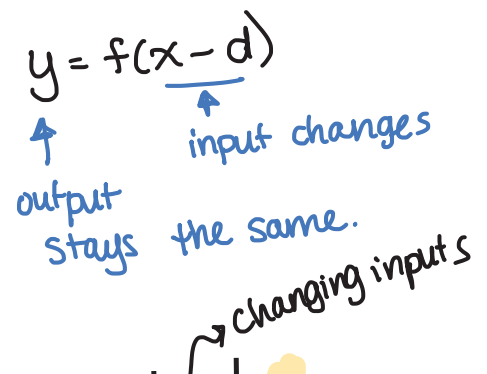 y = f(x - d)
input changes
output
stays the same.
changing inputs